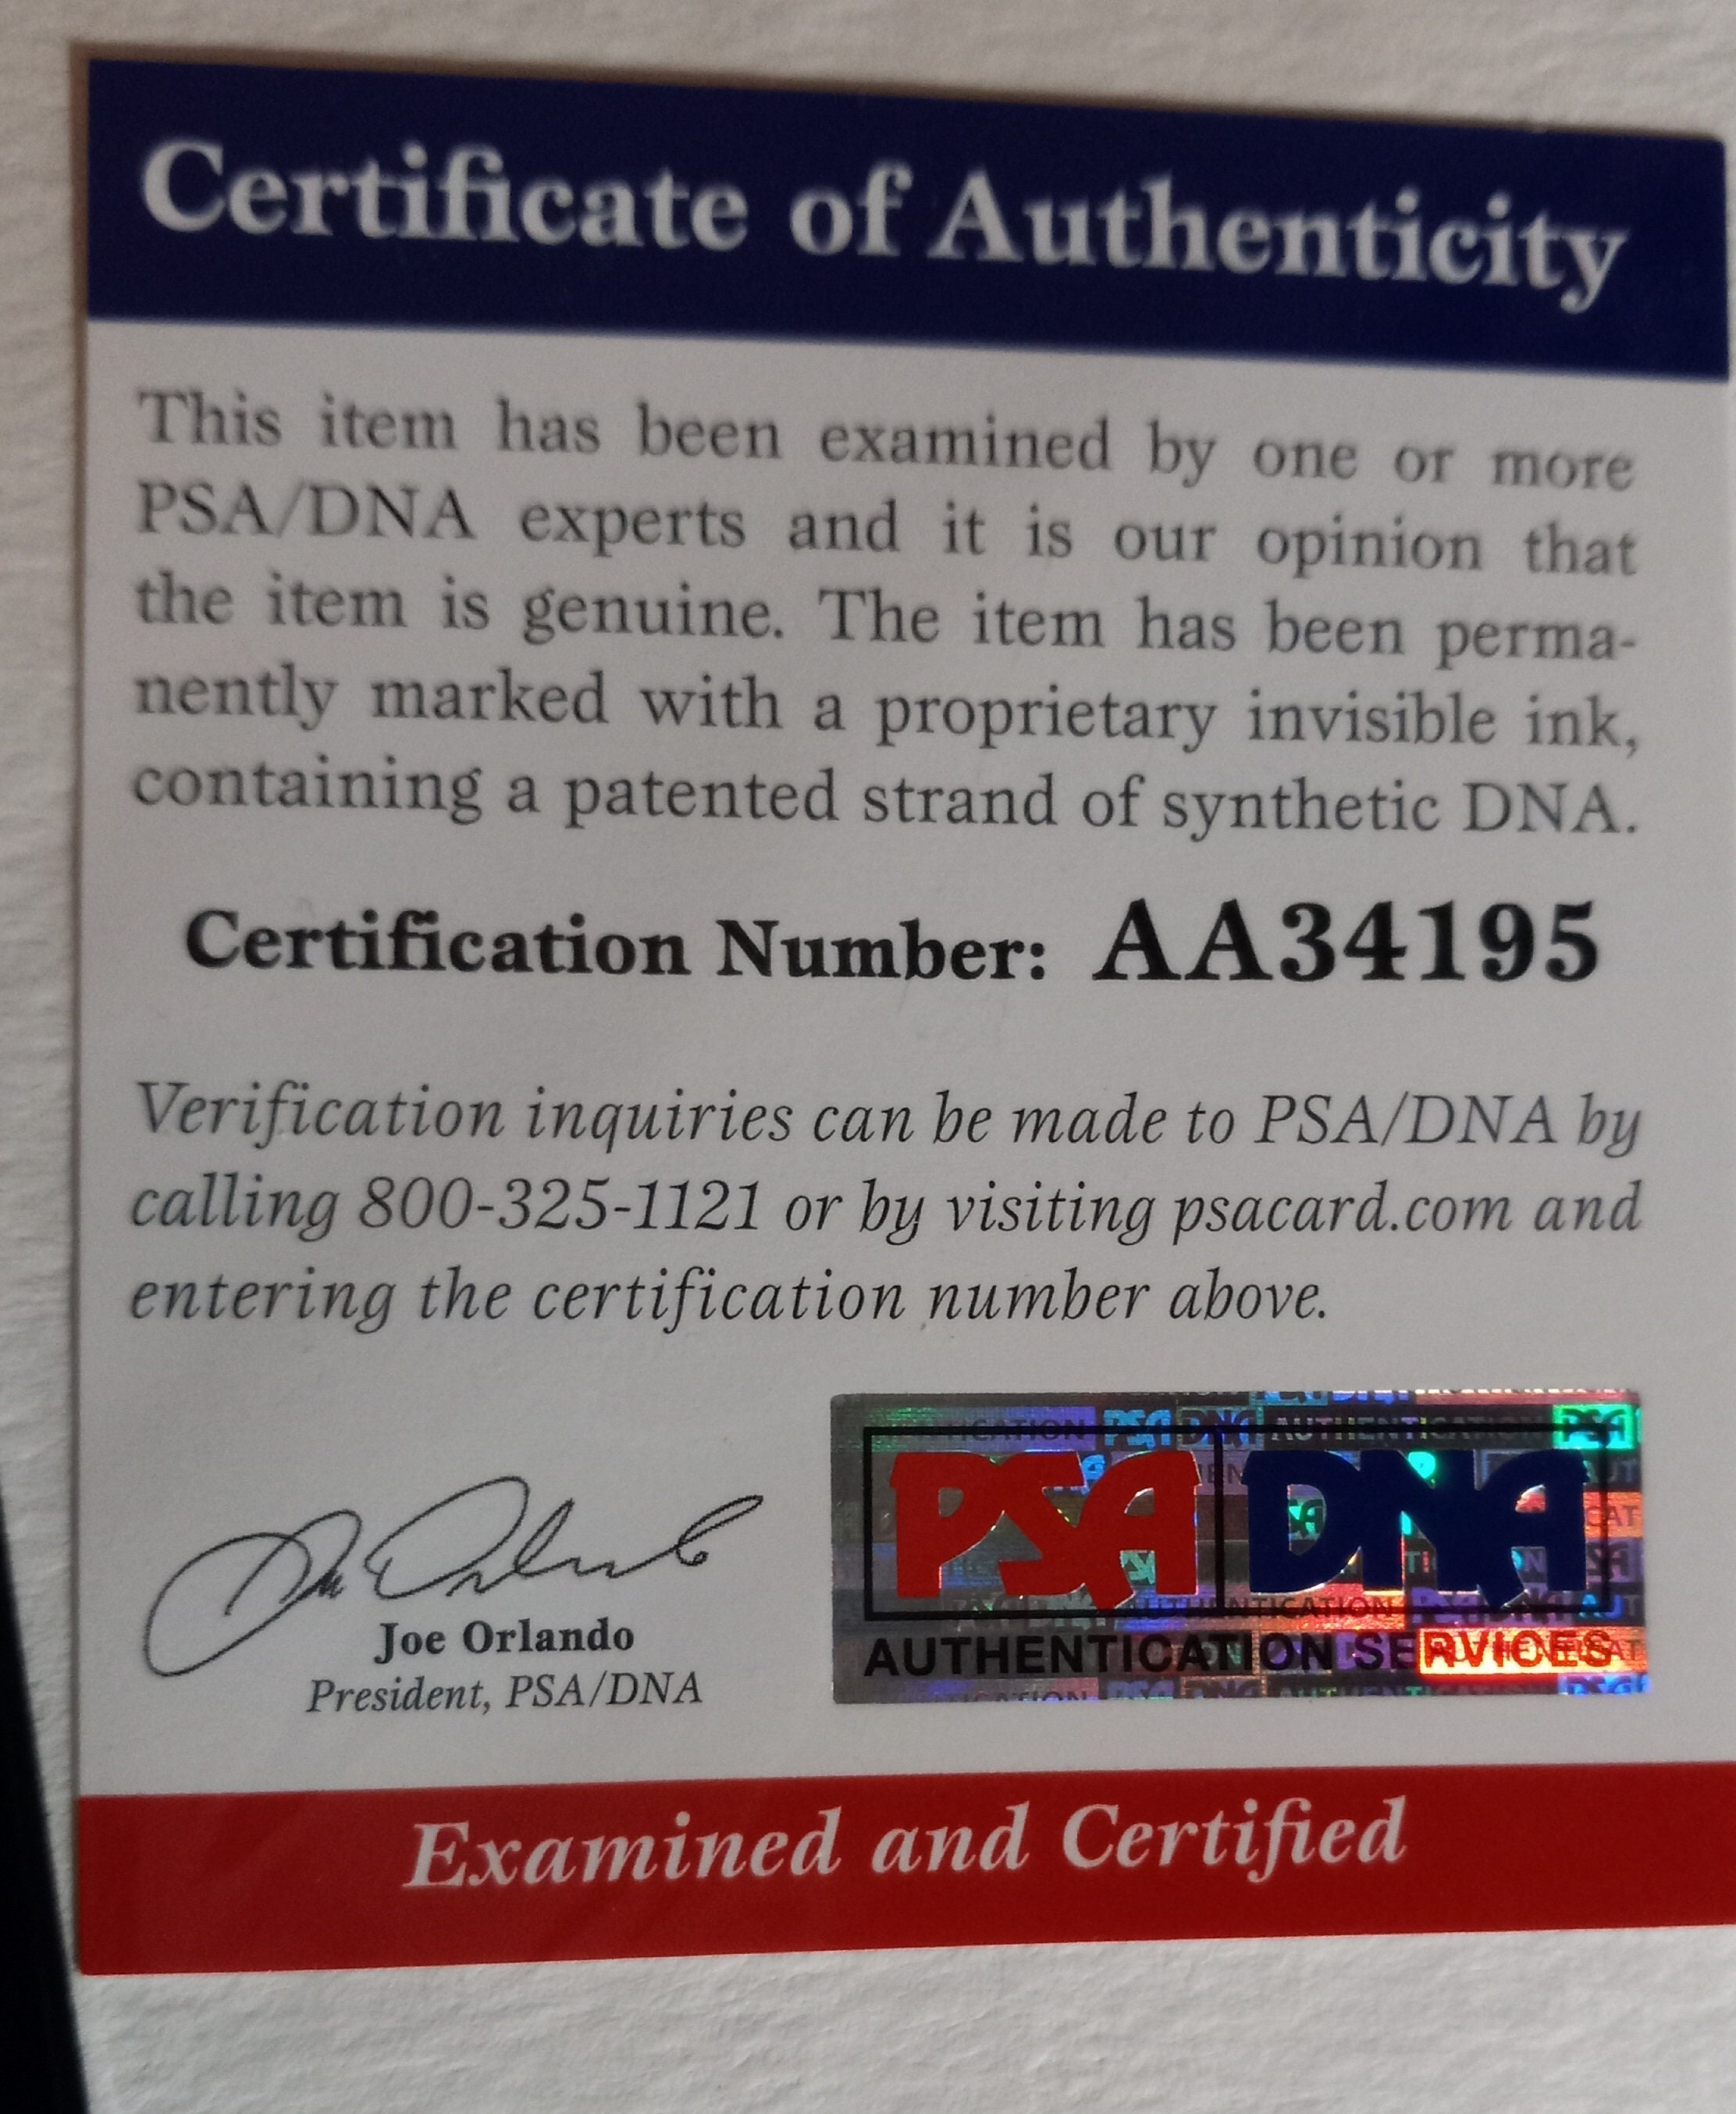 Certificate of Authenticity
This item has been examined by one or more
PSA/DNA experts and it is our opinion that
the item is genuine. The item has been perma-
nently marked with a proprietary invisible ink,
containing a patented strand of synthetic DNA.
Certification Number: AA34195
Verification inquiries can be made to PSA/DNA by
calling 800-325-1121 or by visiting psacard.com and
entering the certification number above.
Joe Orlando
President, PSA/DNA
PSA DNA
AUTHENTICATION SERVICES
Examined and Certified